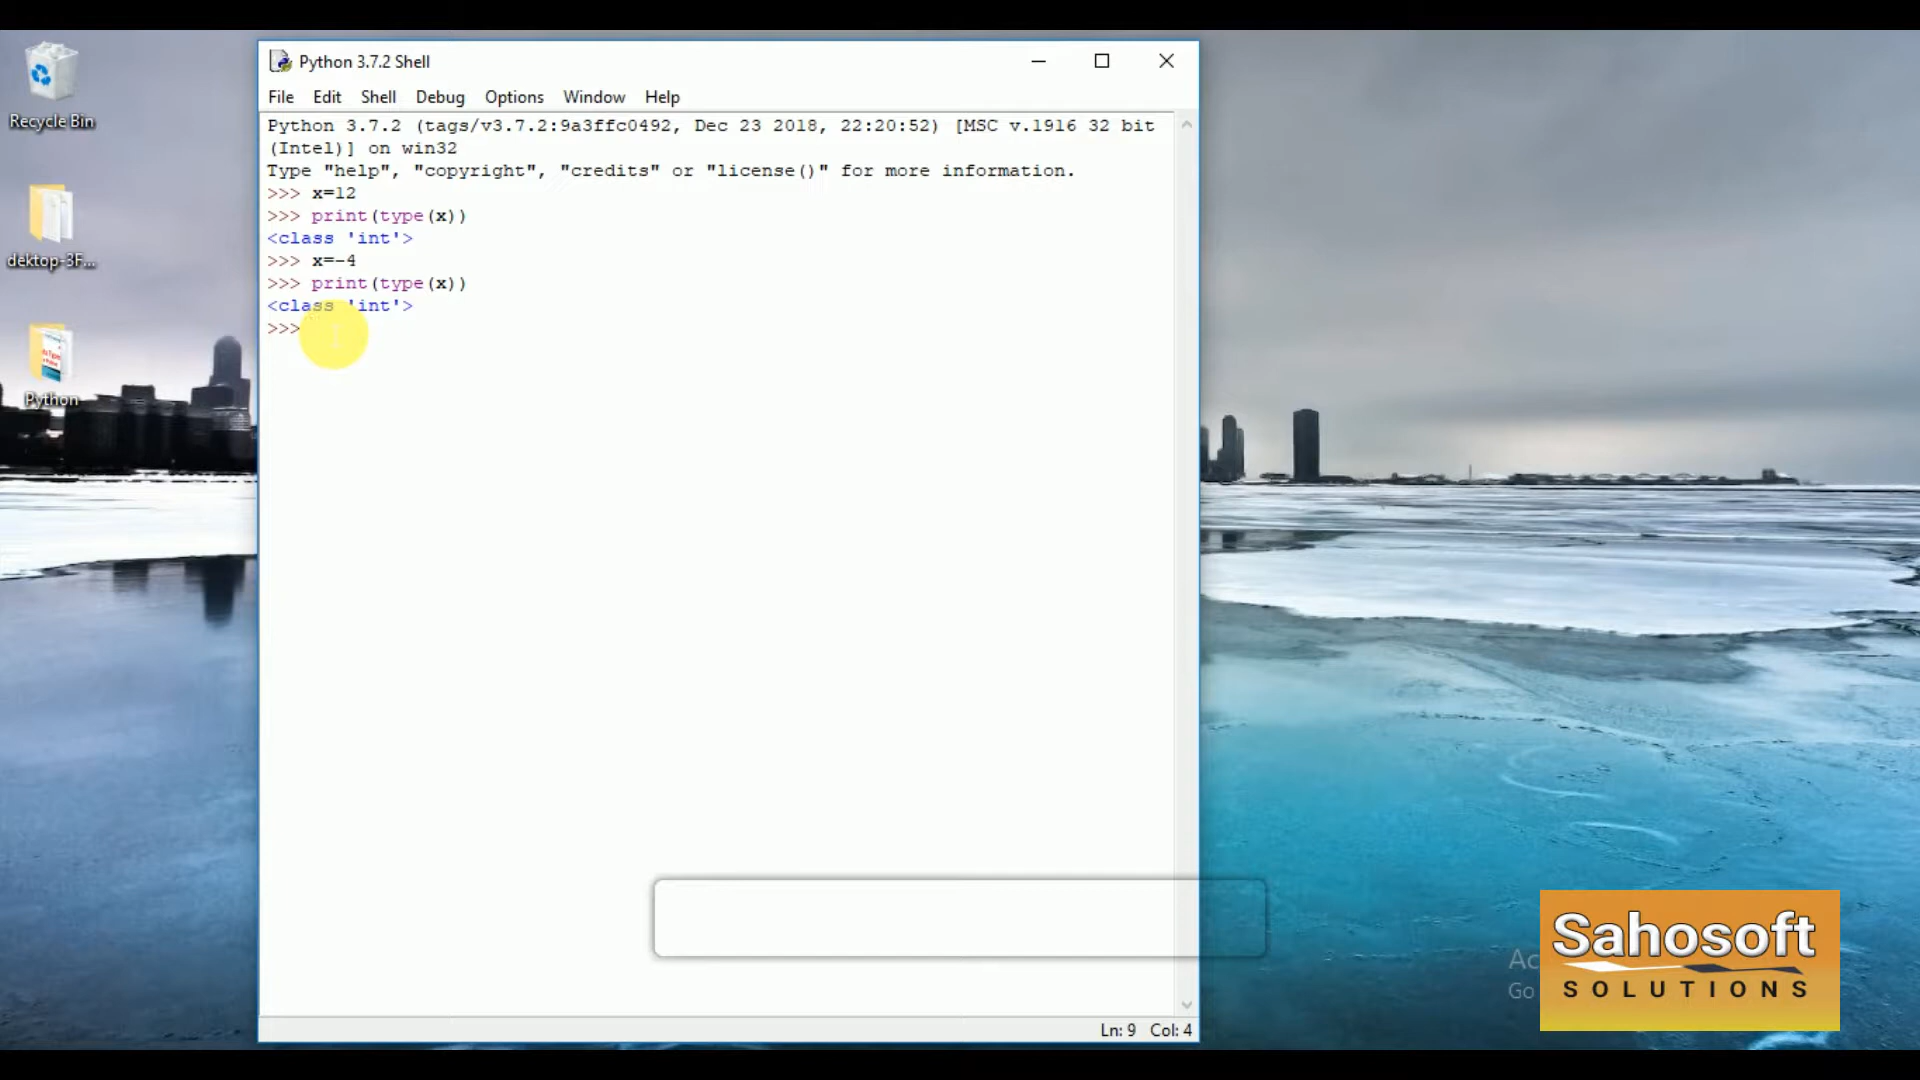 Recycle Bin
dektop-3F...
Python
Python 3.7.2 Shell
File Edit Shell Debug Options Window Help
Python 3.7.2 (tags/v3.7.2:9a3ffc0492, Dec 23 2018, 22:20:52) [MSC v.1916 32 bit
(Intel)] on win32
Type "help", "copyright", "credits" or "license()" for more information.
>>> x=12
>>> print(type(x))
<class 'int'>
>>> x=-4
>>> print(type(x))
<class 'int'>
>>>
Ln: 9 Col: 4
Go
Sahosoft
SOLUTIONS